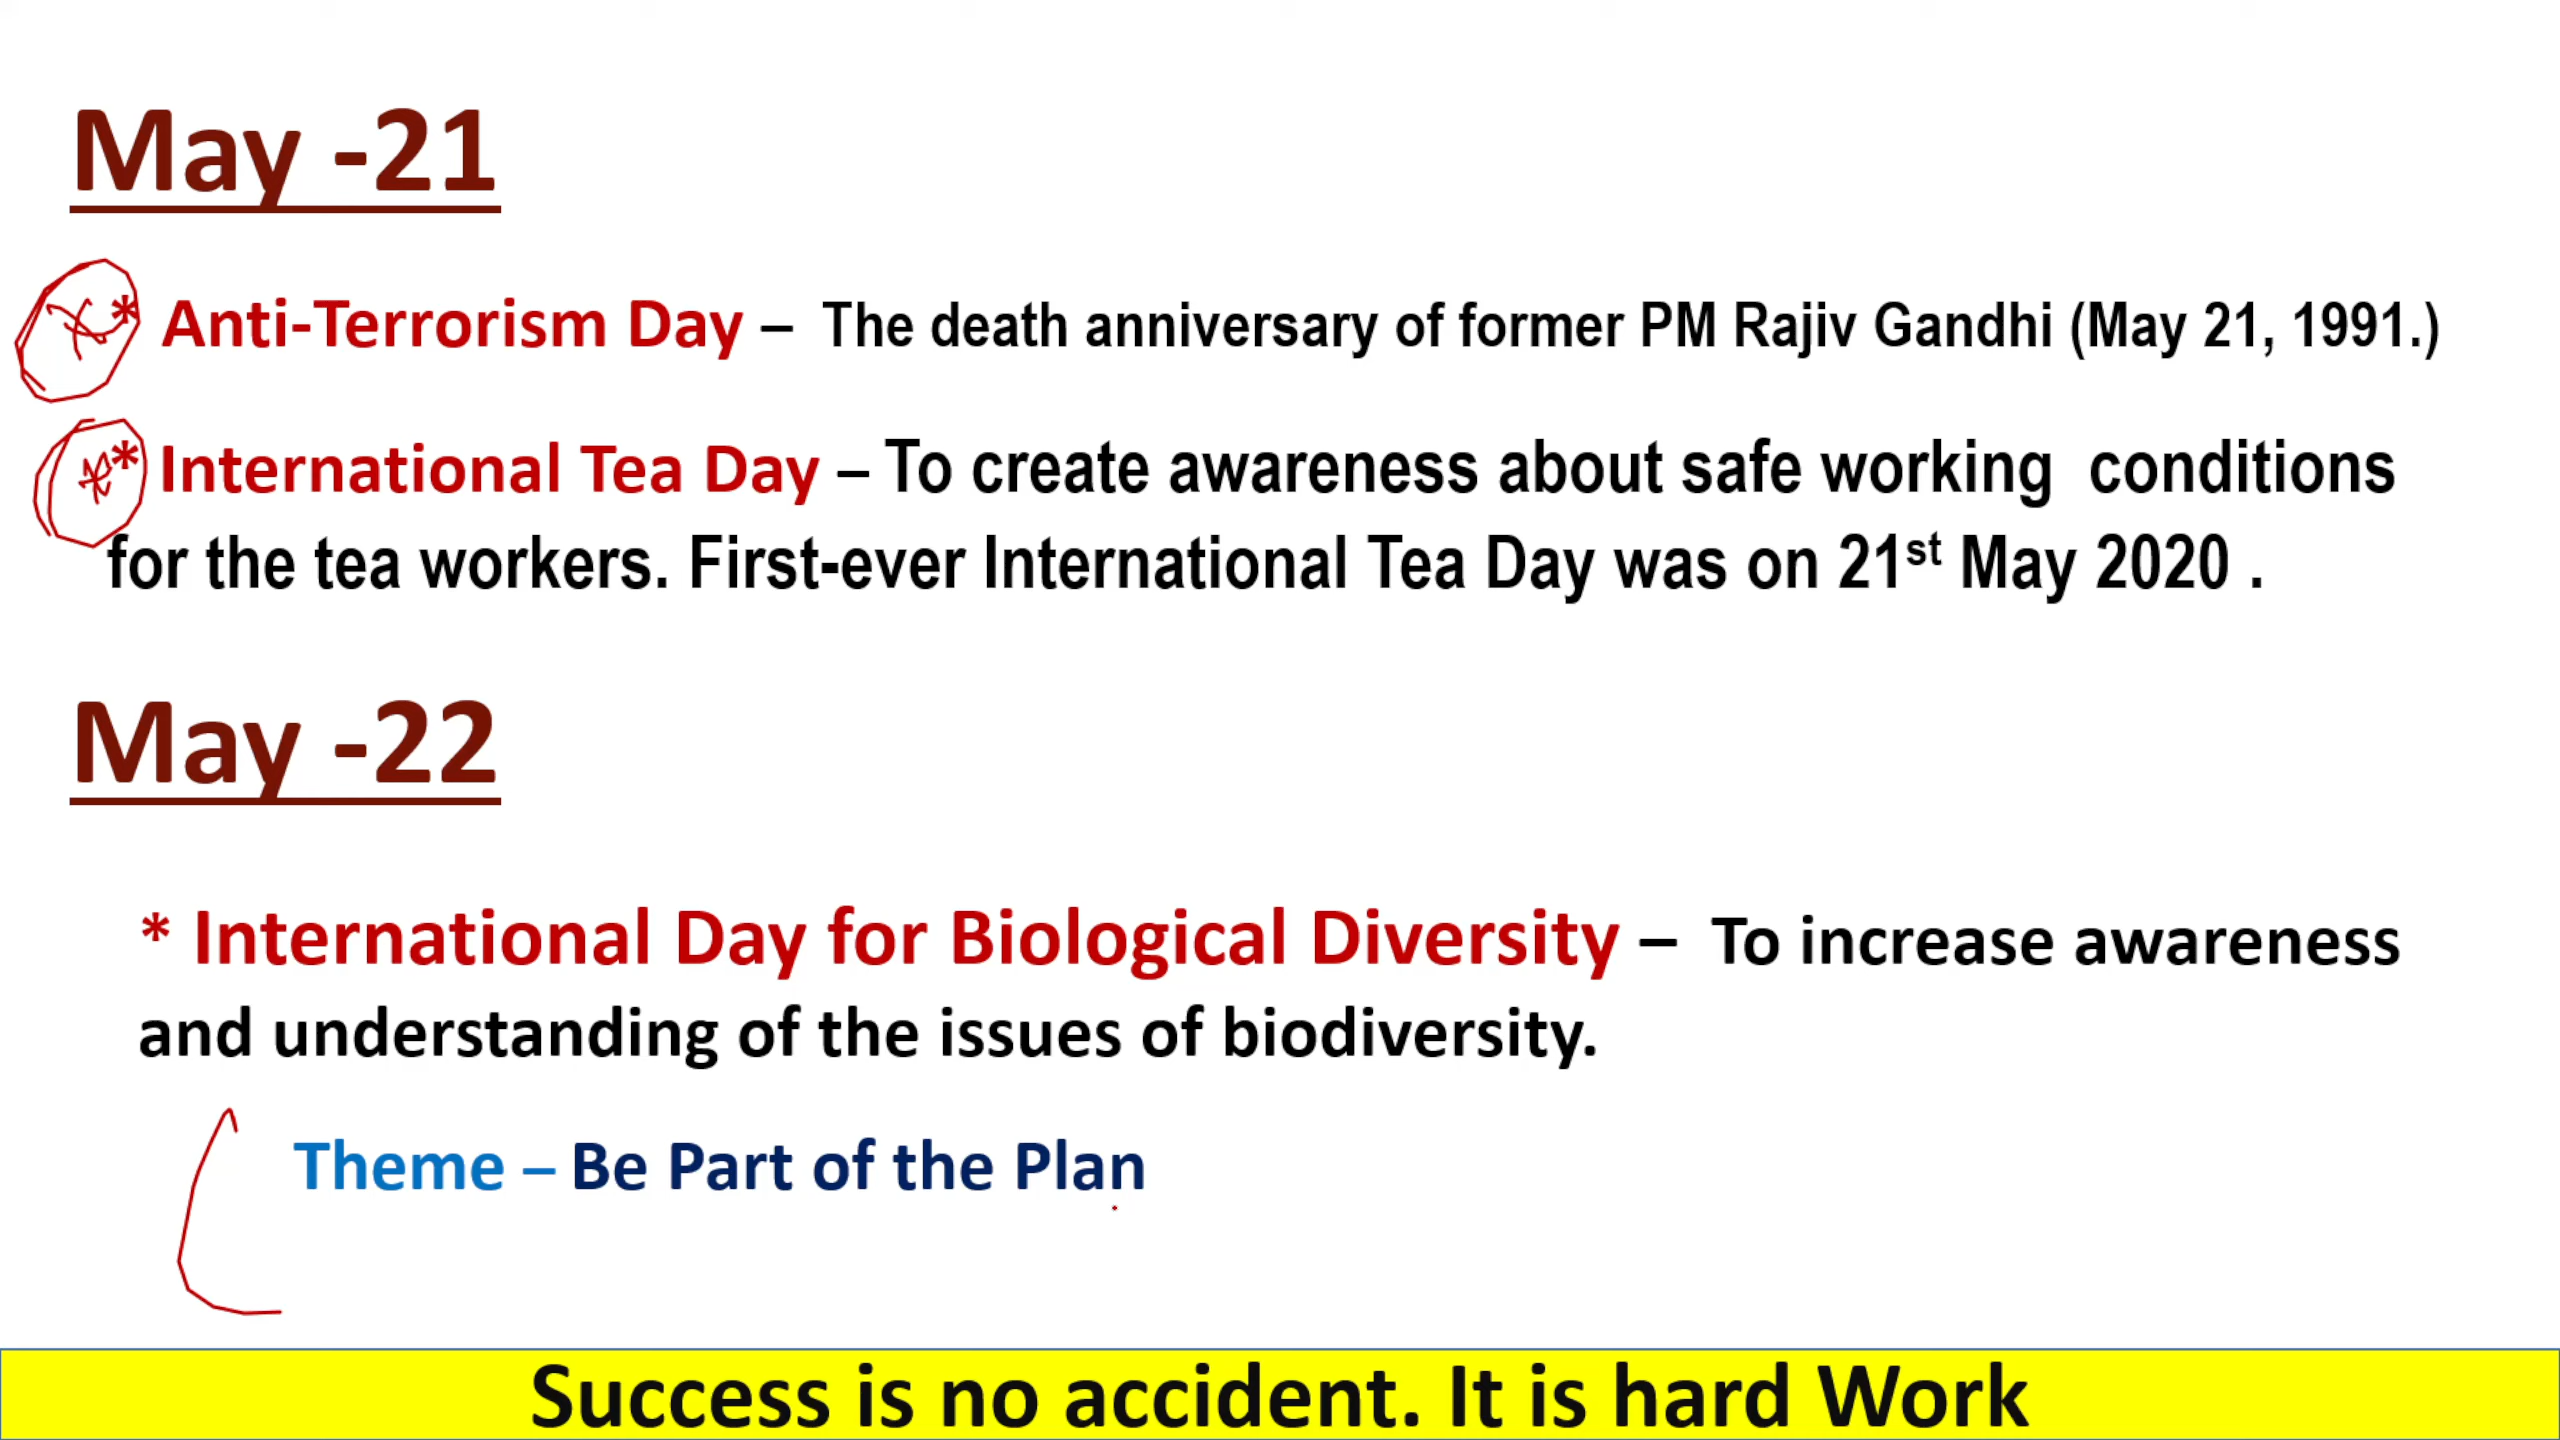 May -21
* Anti-Terrorism Day – The death anniversary of former PM Rajiv Gandhi (May 21, 1991.)
* International Tea Day – To create awareness about safe working conditions
for the tea workers. First-ever International Tea Day was on 21st May 2020 .
May -22
* International Day for Biological Diversity – To increase awareness
and understanding of the issues of biodiversity.
Theme – Be Part of the Plan
Success is no accident. It is hard Work